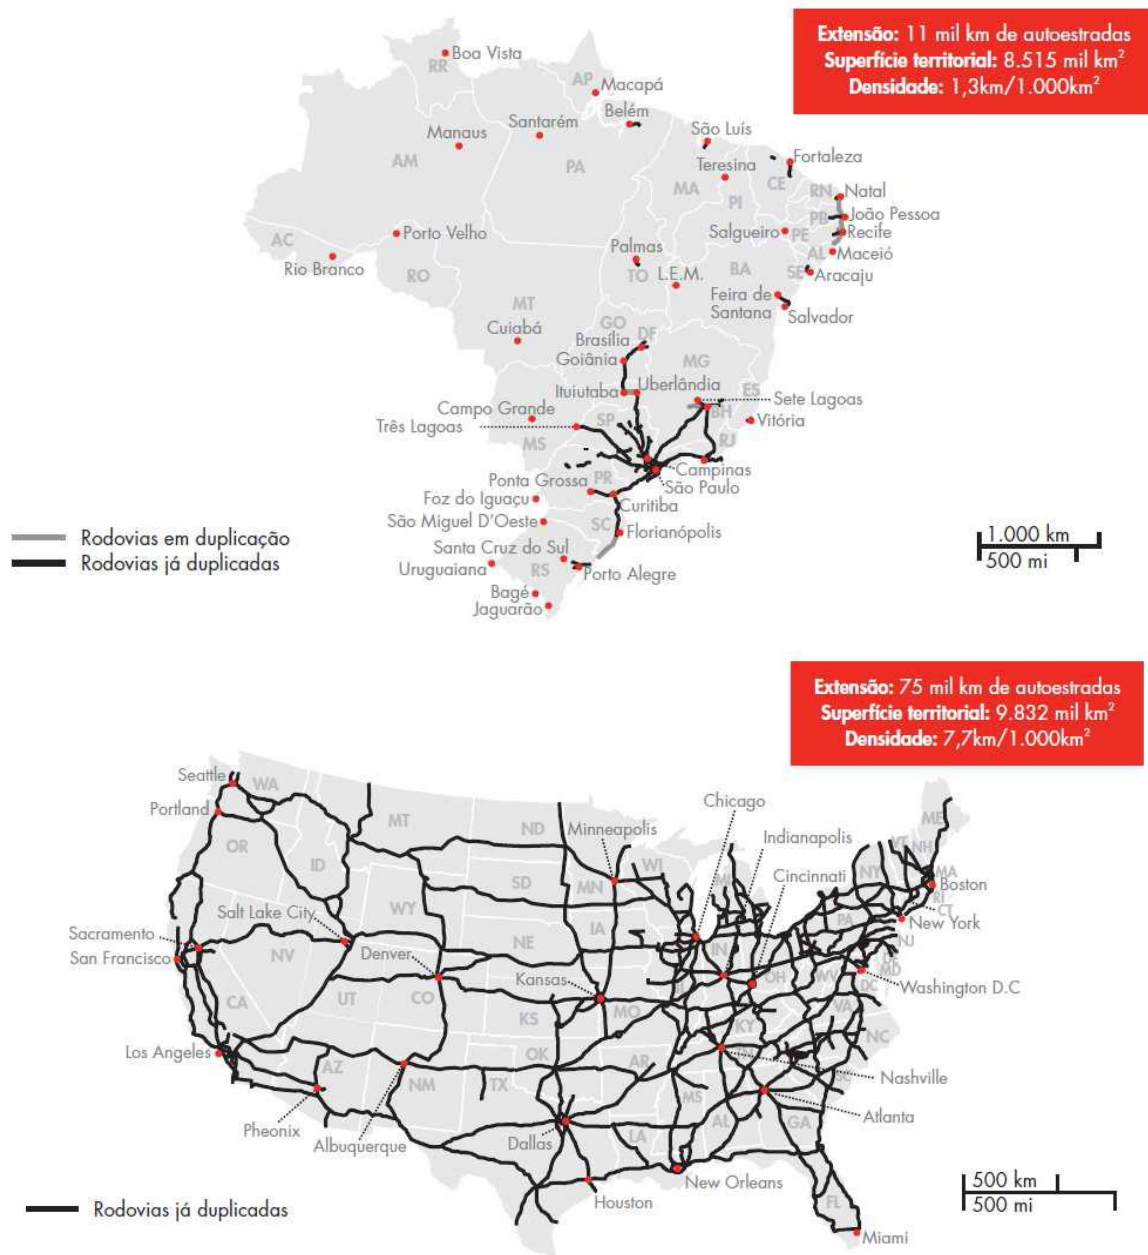 Extensão: 11 mil km de autoestradas
Superfície territorial: 8.515 mil km²
Densidade: 1,3km/1.000km²
Boa Vista
RR
AP
Macapá
Belém
Manaus
Santarém
São Luís
Fortaleza
AM
PA
Teresina
MA
CE
RN
Natal
PI
PB
João Pessoa
Porto Velho
Salgueiro
PE
Recife
AC
Palmas
AL
Maceió
Rio Branco
RO
TO
L.E.M.
BA
SE
Aracaju
MT
Feira de
Santana
Salvador
Cuiabá
GO
DF
Brasília
MG
Goiânia
Ituiutaba
Uberlândia
ES
Sete Lagoas
Campo Grande
SP
BH
Vitória
Três Lagoas
MS
RJ
Campinas
Ponta Grossa
PR
São Paulo
Foz do Iguaçu
Curitiba
São Miguel D'Oeste
SC
Florianópolis
Rodovias em duplicação
1.000 km
Santa Cruz do Sul
Rodovias já duplicadas
500 mi
Uruguaiana
RS
Porto Alegre
Bagé
Jaguarão
Extensão: 75 mil km de autoestradas
Superfície territorial: 9.832 mil km²
Densidade: 7,7km/1.000km²
Seattle
WA
Portland
MT
ND
Minneapolis
Chicago
Indianapolis
ME
OR
ID
WI
VT
NH
SD
MN
MI
Cincinnati
NY
MA
Boston
WY
RI
CT
Salt Lake City
IA
PA
New York
Sacramento
NV
Denver
NE
IN
NJ
San Francisco
Kansas
IL
OH
WV
DE
MD
DC
Washington D.C
CA
UT
CO
KS
MO
KY
VA
NC
Los Angeles
AZ
NM
OK
TX
AR
TN
SC
Nashville
MS
AL
GA
Atlanta
Pheonix
Albuquerque
Dallas
LA
New Orleans
500 km
Rodovias já duplicadas
Houston
FL
500 mi
Miami